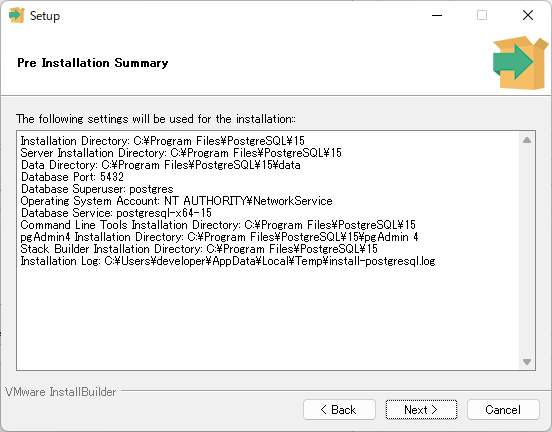 Setup
Pre Installation Summary
The following settings will be used for the installation::
Installation Directory: C:¥Program Files¥PostgreSQL¥15
Server Installation Directory: C:¥Program Files¥PostgreSQL¥15
Data Directory: C:¥Program Files¥PostgreSQL¥15¥data
Database Port: 5432
Database Superuser: postgres
Operating System Account: NT AUTHORITY¥NetworkService
Database Service: postgresql-x64-15
Command Line Tools Installation Directory: C:¥Program Files¥PostgreSQL¥15
pgAdmin4 Installation Directory: C:¥Program Files¥PostgreSQL¥15¥pgAdmin 4
Stack Builder Installation Directory: C:¥Program Files¥PostgreSQL¥15
Installation Log: C:¥Users¥developer¥AppData¥Local¥Temp¥install-postgresql.log
VMware InstallBuilder
< Back
Next >
Cancel